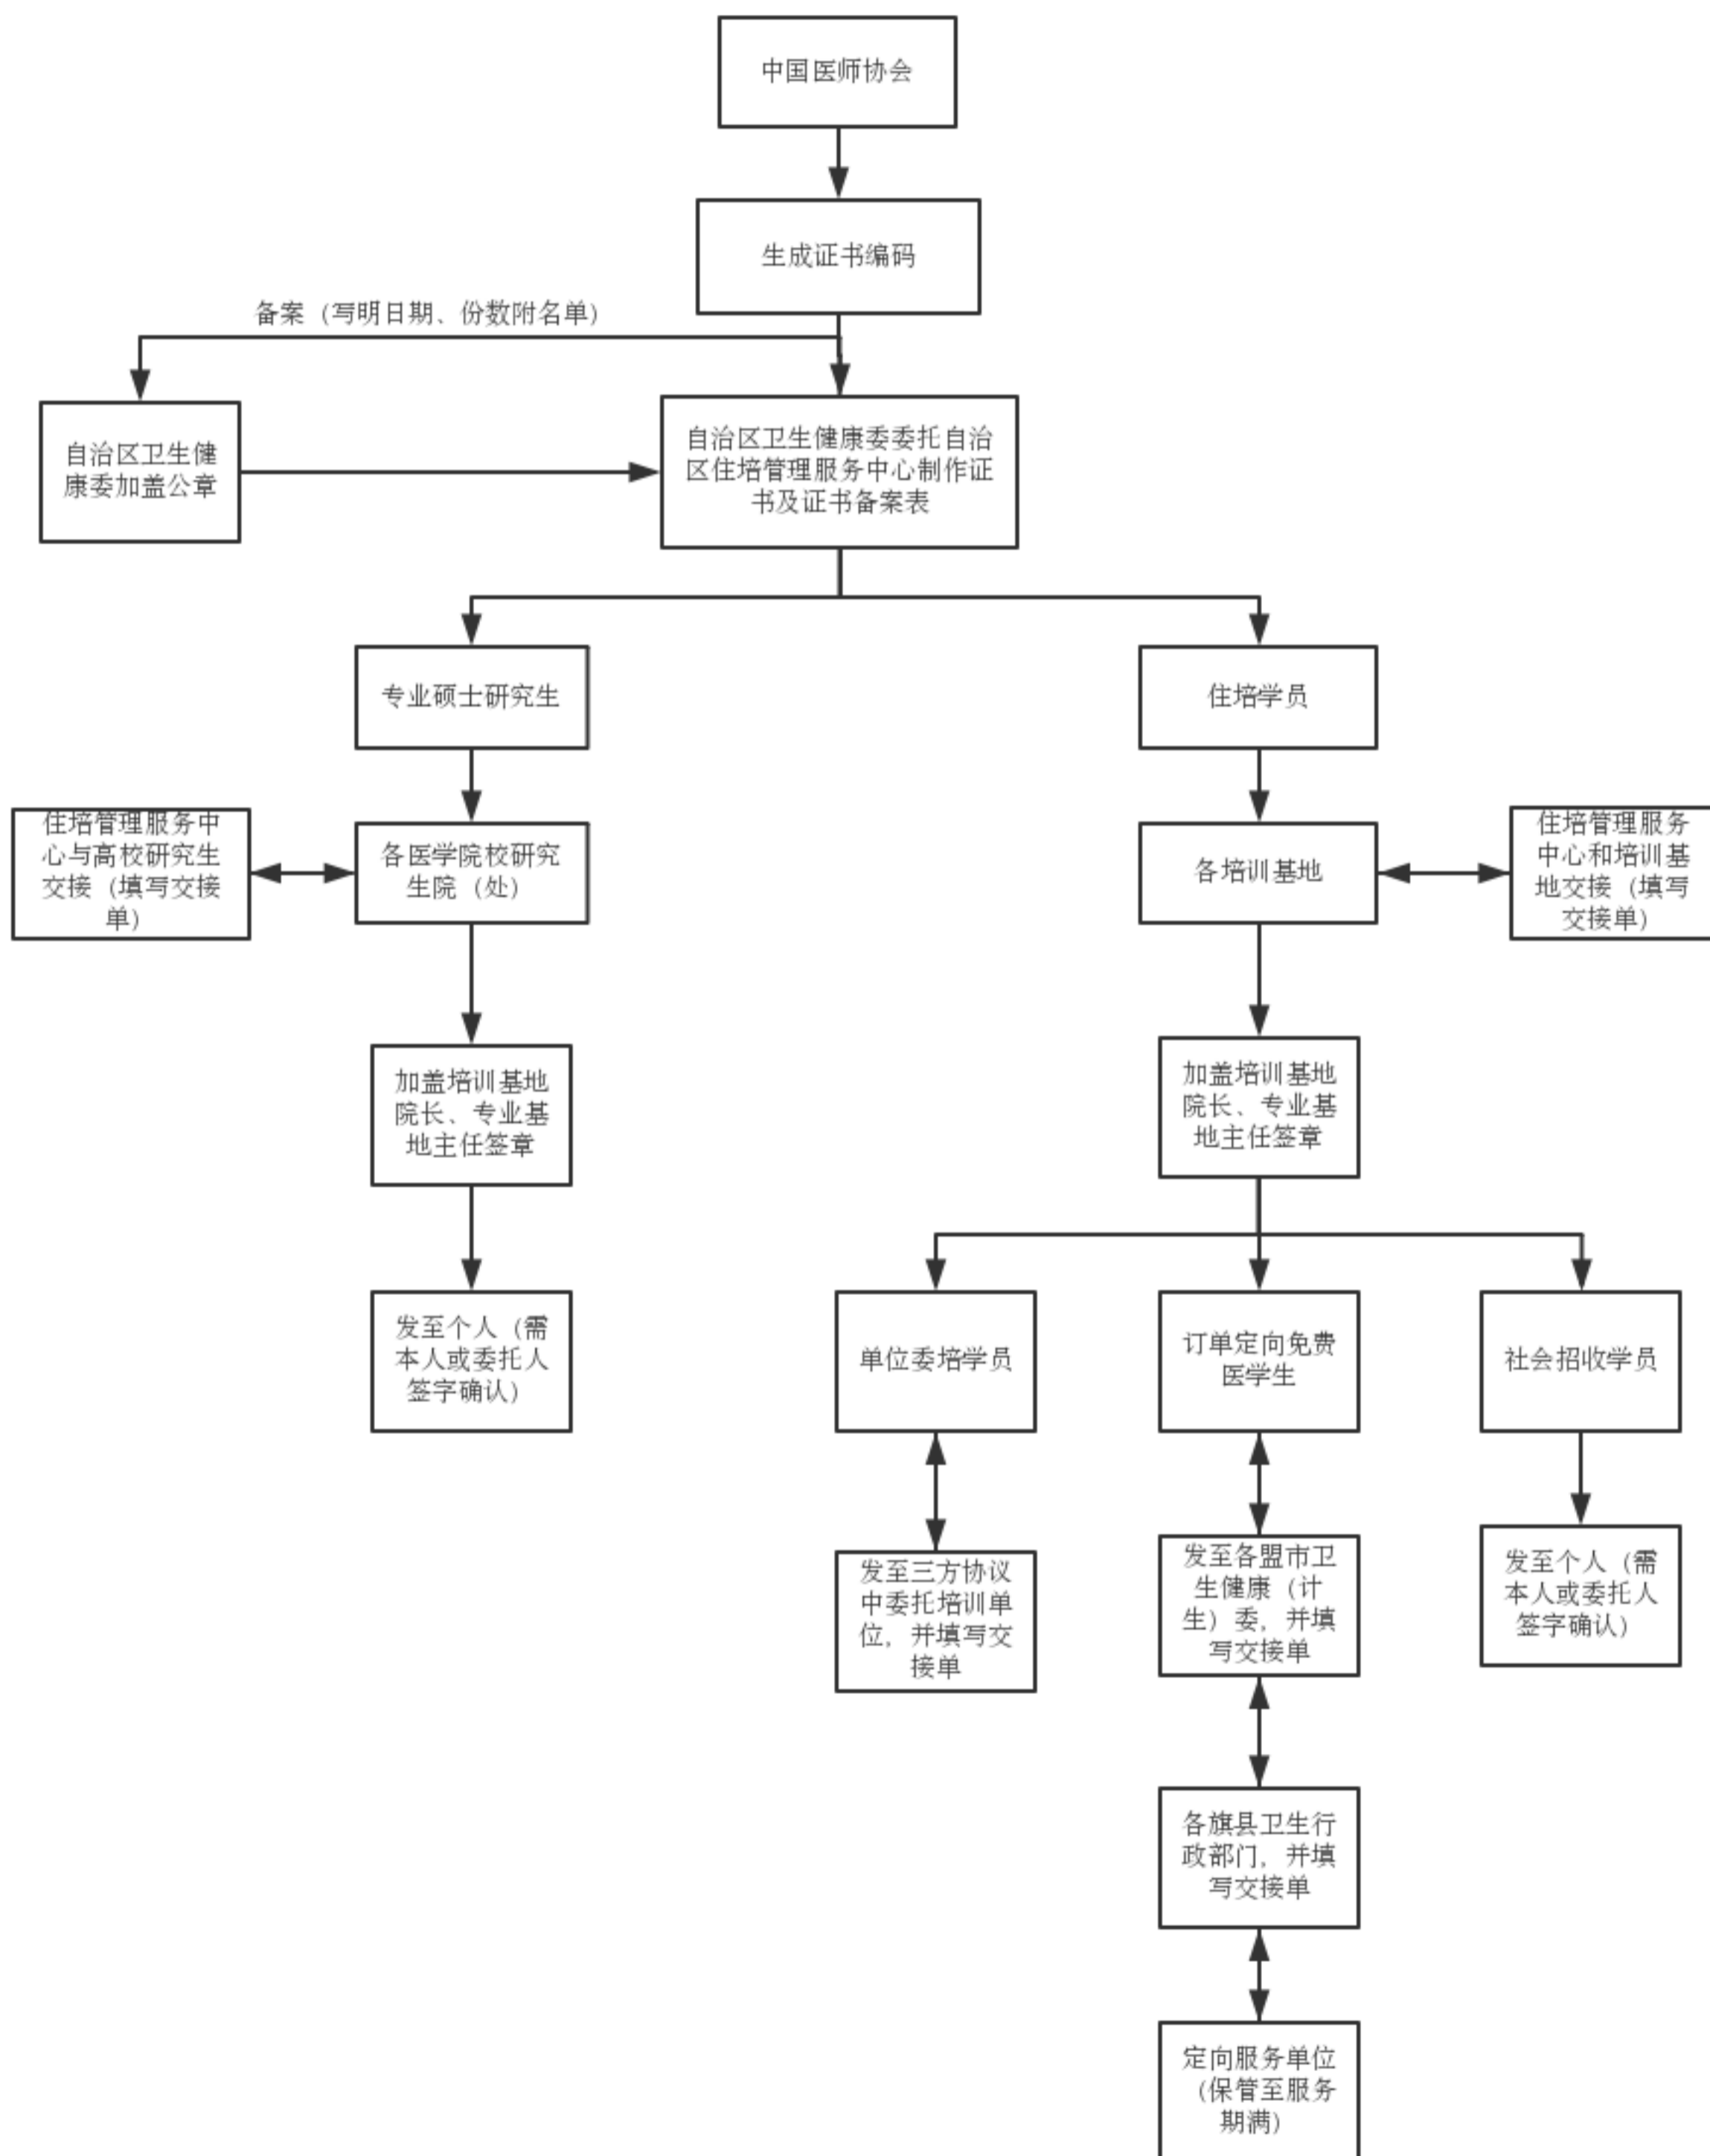 中国医师协会
生成证书编码
备案（写明日期、份数附名单）
自治区卫生健
康委加盖公章
自治区卫生健康委委托自治
区住培管理服务中心制作证
书及证书备案表
专业硕士研究生
住培学员
住培管理服务中
心与高校研究生
交接（填写交接
单）
各医学院校研究
生院（处）
各培训基地
住培管理服务
中心和培训基
地交接（填写
交接单）
加盖培训基地
院长、专业基
地主任签章
加盖培训基地
院长、专业基
地主任签章
发至个人（需
本人或委托人
签字确认）
单位委培学员
订单定向免费
医学生
社会招收学员
发至三方协议
中委托培训单
位，并填写交
接单
发至各盟市卫
生健康（计
生）委，并填
写交接单
发至个人（需
本人或委托人
签字确认）
各旗县卫生行
政部门，并填
写交接单
定向服务单位
（保管至服务
期满）